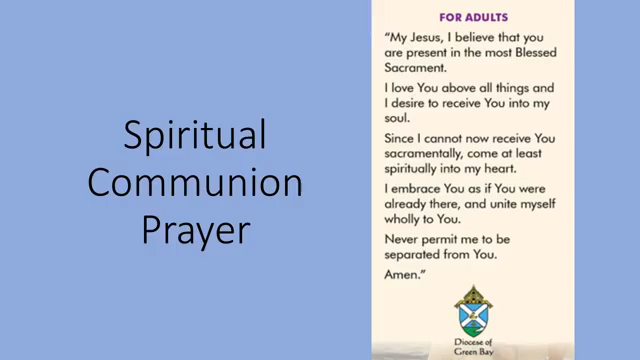 Spiritual
Communion
Prayer
FOR ADULTS
“My Jesus, I believe that you
are present in the most Blessed
Sacrament.
I love You above all things and
I desire to receive You into my
soul.
Since I cannot now receive You
sacramentally, come at least
spiritually into my heart.
I embrace You as if You were
already there, and unite myself
wholly to You.
Never permit me to be
separated from You.
Amen.”
Diocese of
Green Bay